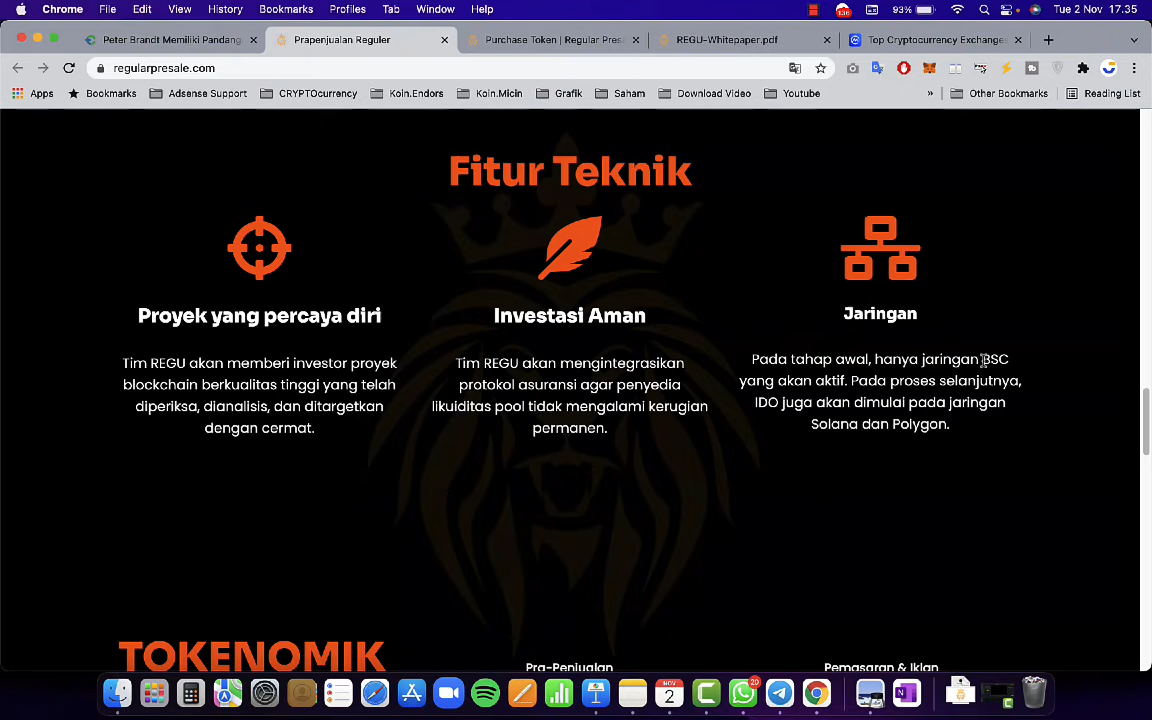 Chrome File Edit View History Bookmarks Profiles Tab Window Help 136 93% Tue 2 Nov 17.35
Peter Brandt Memiliki Pandang Prapenjualan Reguler Purchase Token | Regular Pres REGU-Whitepaper.pdf Top Cryptocurrency Exchanges
regularpresale.com
Apps Bookmarks Adsense Support CRYPTOcurrency Koin.Endors Koin.Micin Grafik Saham Download Video Youtube » Other Bookmarks Reading List
Fitur Teknik
Proyek yang percaya diri
Tim REGU akan memberi investor proyek
blockchain berkualitas tinggi yang telah
diperiksa, dianalisis, dan ditargetkan
dengan cermat.
Investasi Aman
Tim REGU akan mengintegrasikan
protokol asuransi agar penyedia
likuiditas pool tidak mengalami kerugian
permanen.
Jaringan
Pada tahap awal, hanya jaringan BSC
yang akan aktif. Pada proses selanjutnya,
IDO juga akan dimulai pada jaringan
Solana dan Polygon.
TOKENOMIK
Pra-Penjualan
Pemasaran & Iklan
NOV
2
20